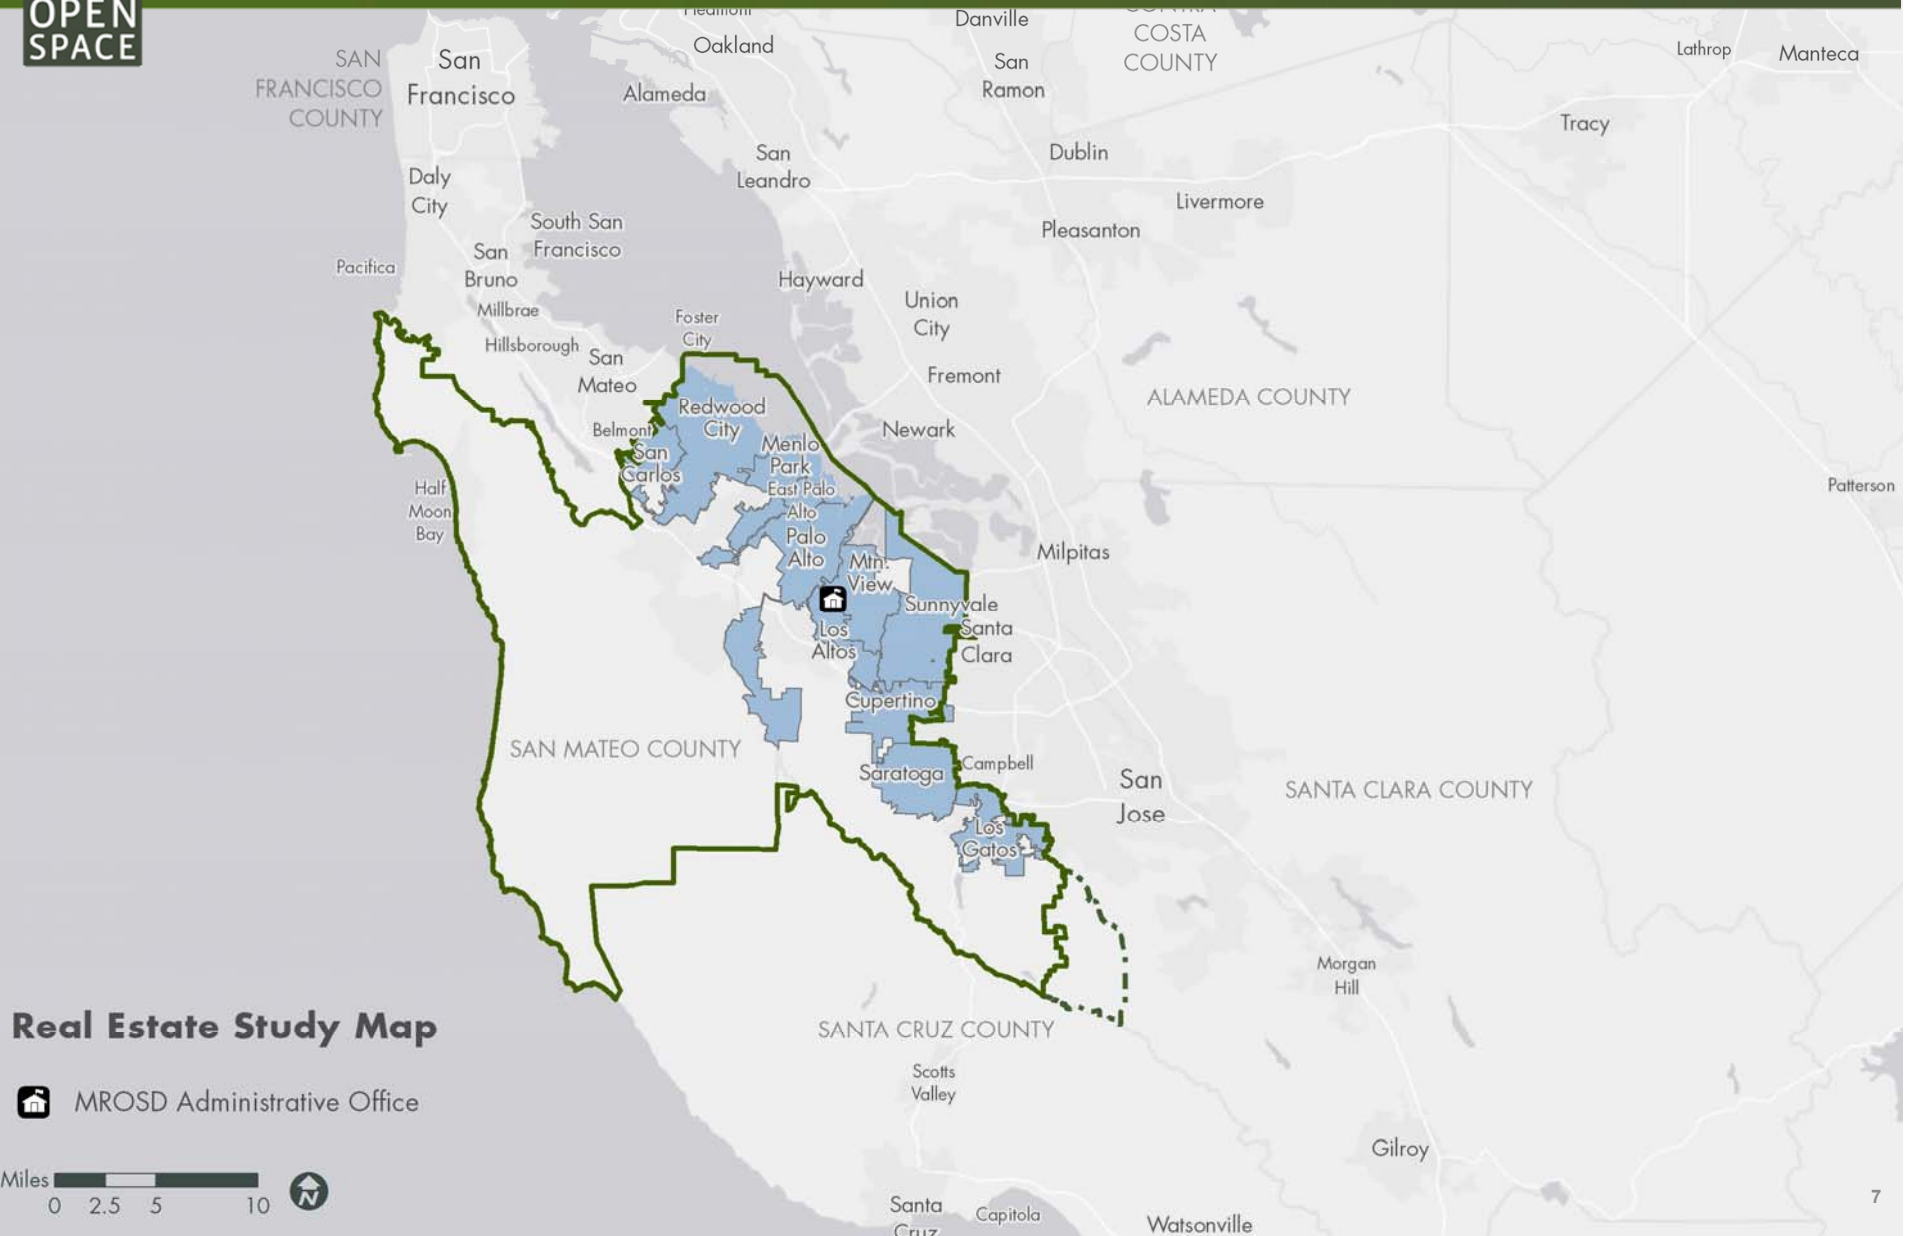 OPEN
SPACE
Piedmont
Danville
CONTRA
COSTA
COUNTY
Oakland
SAN
FRANCISCO
COUNTY
San
Francisco
Alameda
San
Ramon
Lathrop
Manteca
Tracy
Daly
City
San
Leandro
Dublin
Livermore
South San
Francisco
Pleasanton
San
Bruno
Pacifica
Hayward
Millbrae
Union
City
Foster
City
Hillsborough
San
Mateo
Fremont
ALAMEDA COUNTY
Redwood
City
Belmont
Newark
Menlo
Park
San
Carlos
East Palo
Alto
Half
Moon
Bay
Patterson
Palo
Alto
Mtn.
View
Milpitas
Sunnyvale
Santa
Clara
Los
Altos
Cupertino
SAN MATEO COUNTY
Saratoga
Campbell
San
Jose
SANTA CLARA COUNTY
Los
Gatos
Morgan
Hill
SANTA CRUZ COUNTY
Scotts
Valley
Gilroy
Santa
Cruz
Capitola
Watsonville
Real Estate Study Map
MROSD Administrative Office
Miles
0 2.5 5 10
N
7